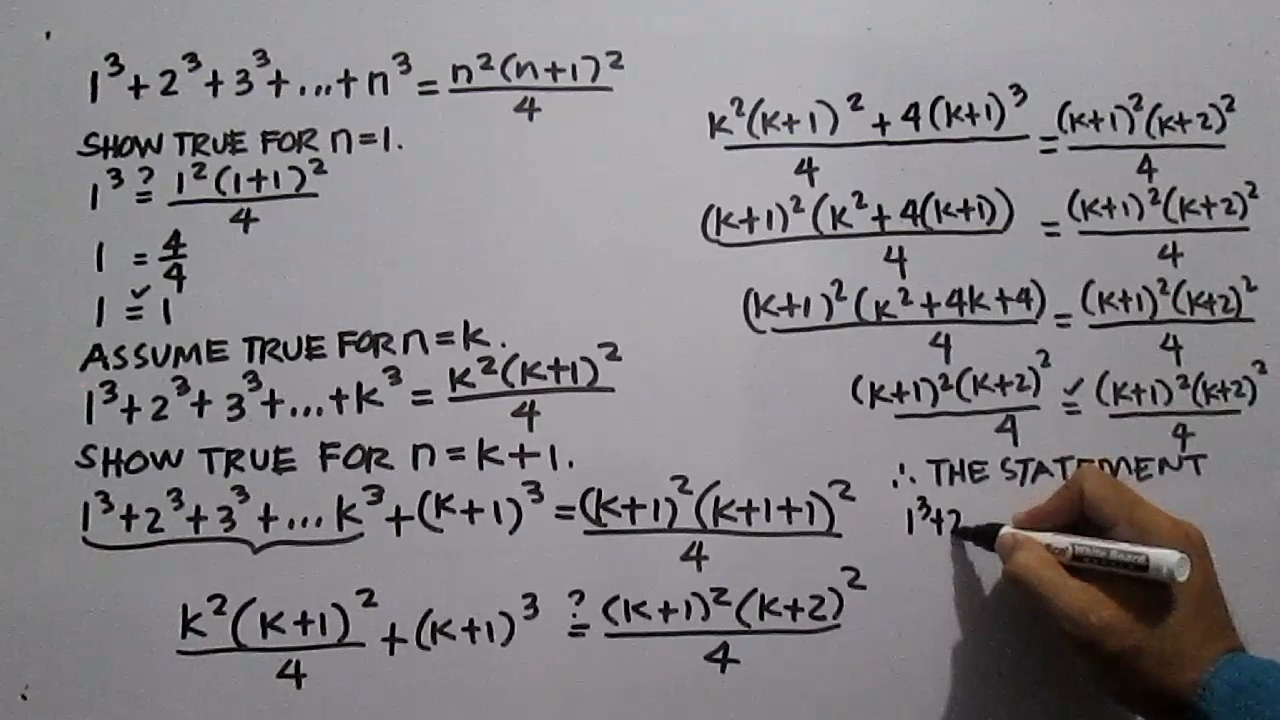 1³+2³+3³+...+n³ = n²(n+1)²/4
SHOW TRUE FOR n=1.
1³ ?= 1²(1+1)²/4
1 = 4/4
1 =✓ 1
ASSUME TRUE FOR n=k.
1³+2³+3³+...+k³ = k²(k+1)²/4
SHOW TRUE FOR n=k+1.
1³+2³+3³+...k³+(k+1)³ = (k+1)²(k+1+1)²/4
k²(k+1)²/4 + (k+1)³ ?= (k+1)²(k+2)²/4
k²(k+1)²+4(k+1)³/4 = (k+1)²(k+2)²/4
(k+1)²(k²+4(k+1))/4 = (k+1)²(k+2)²/4
(k+1)²(k²+4k+4)/4 = (k+1)²(k+2)²/4
(k+1)²(k+2)²/4 =✓ (k+1)²(k+2)²/4
∴ THE STATEMENT
1³+2
White Board